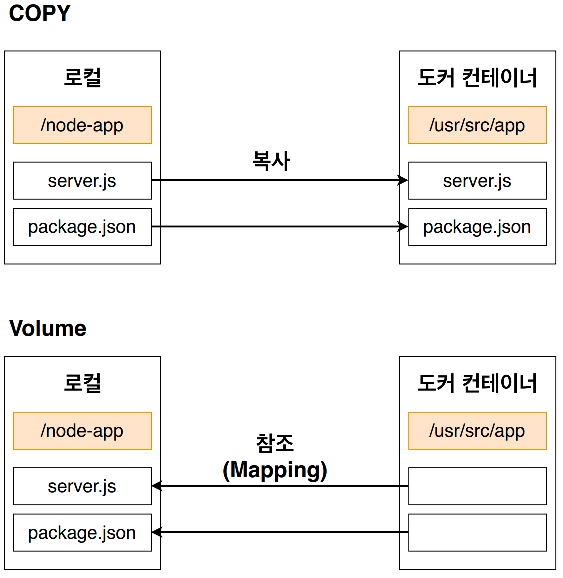 COPY
로컬
도커 컨테이너
/node-app
/usr/src/app
복사
server.js
server.js
package.json
package.json
Volume
로컬
도커 컨테이너
/node-app
/usr/src/app
참조
(Mapping)
server.js
package.json